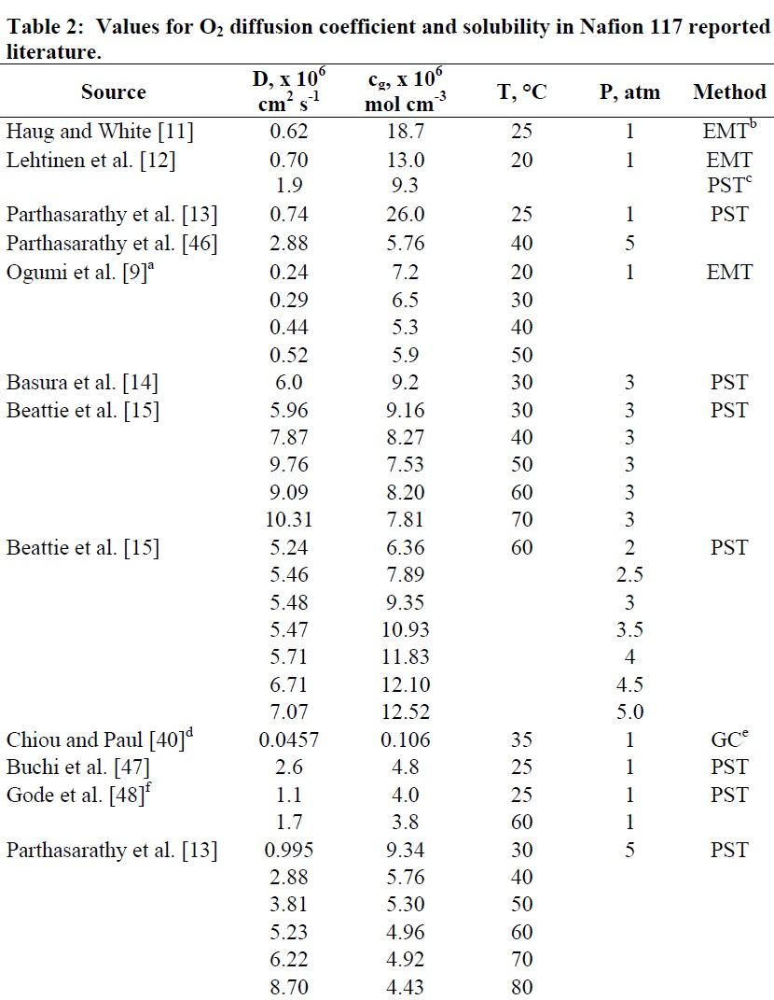 Table 2: Values for O2 diffusion coefficient and solubility in Nafion 117 reported
literature.
Source D, x 10^6 cg, x 10^6 T, °C P, atm Method
cm^2 s^-1 mol cm^-3
Haug and White [11] 0.62 18.7 25 1 EMT^b
Lehtinen et al. [12] 0.70 13.0 20 1 EMT
1.9 9.3 PST^c
Parthasarathy et al. [13] 0.74 26.0 25 1 PST
Parthasarathy et al. [46] 2.88 5.76 40 5
Ogumi et al. [9]^a 0.24 7.2 20 1 EMT
0.29 6.5 30
0.44 5.3 40
0.52 5.9 50
Basura et al. [14] 6.0 9.2 30 3 PST
Beattie et al. [15] 5.96 9.16 30 3 PST
7.87 8.27 40 3
9.76 7.53 50 3
9.09 8.20 60 3
10.31 7.81 70 3
Beattie et al. [15] 5.24 6.36 60 2 PST
5.46 7.89 2.5
5.48 9.35 3
5.47 10.93 3.5
5.71 11.83 4
6.71 12.10 4.5
7.07 12.52 5.0
Chiou and Paul [40]^d 0.0457 0.106 35 1 GC^e
Buchi et al. [47] 2.6 4.8 25 1 PST
Gode et al. [48]^f 1.1 4.0 25 1 PST
1.7 3.8 60 1
Parthasarathy et al. [13] 0.995 9.34 30 5 PST
2.88 5.76 40
3.81 5.30 50
5.23 4.96 60
6.22 4.92 70
8.70 4.43 80